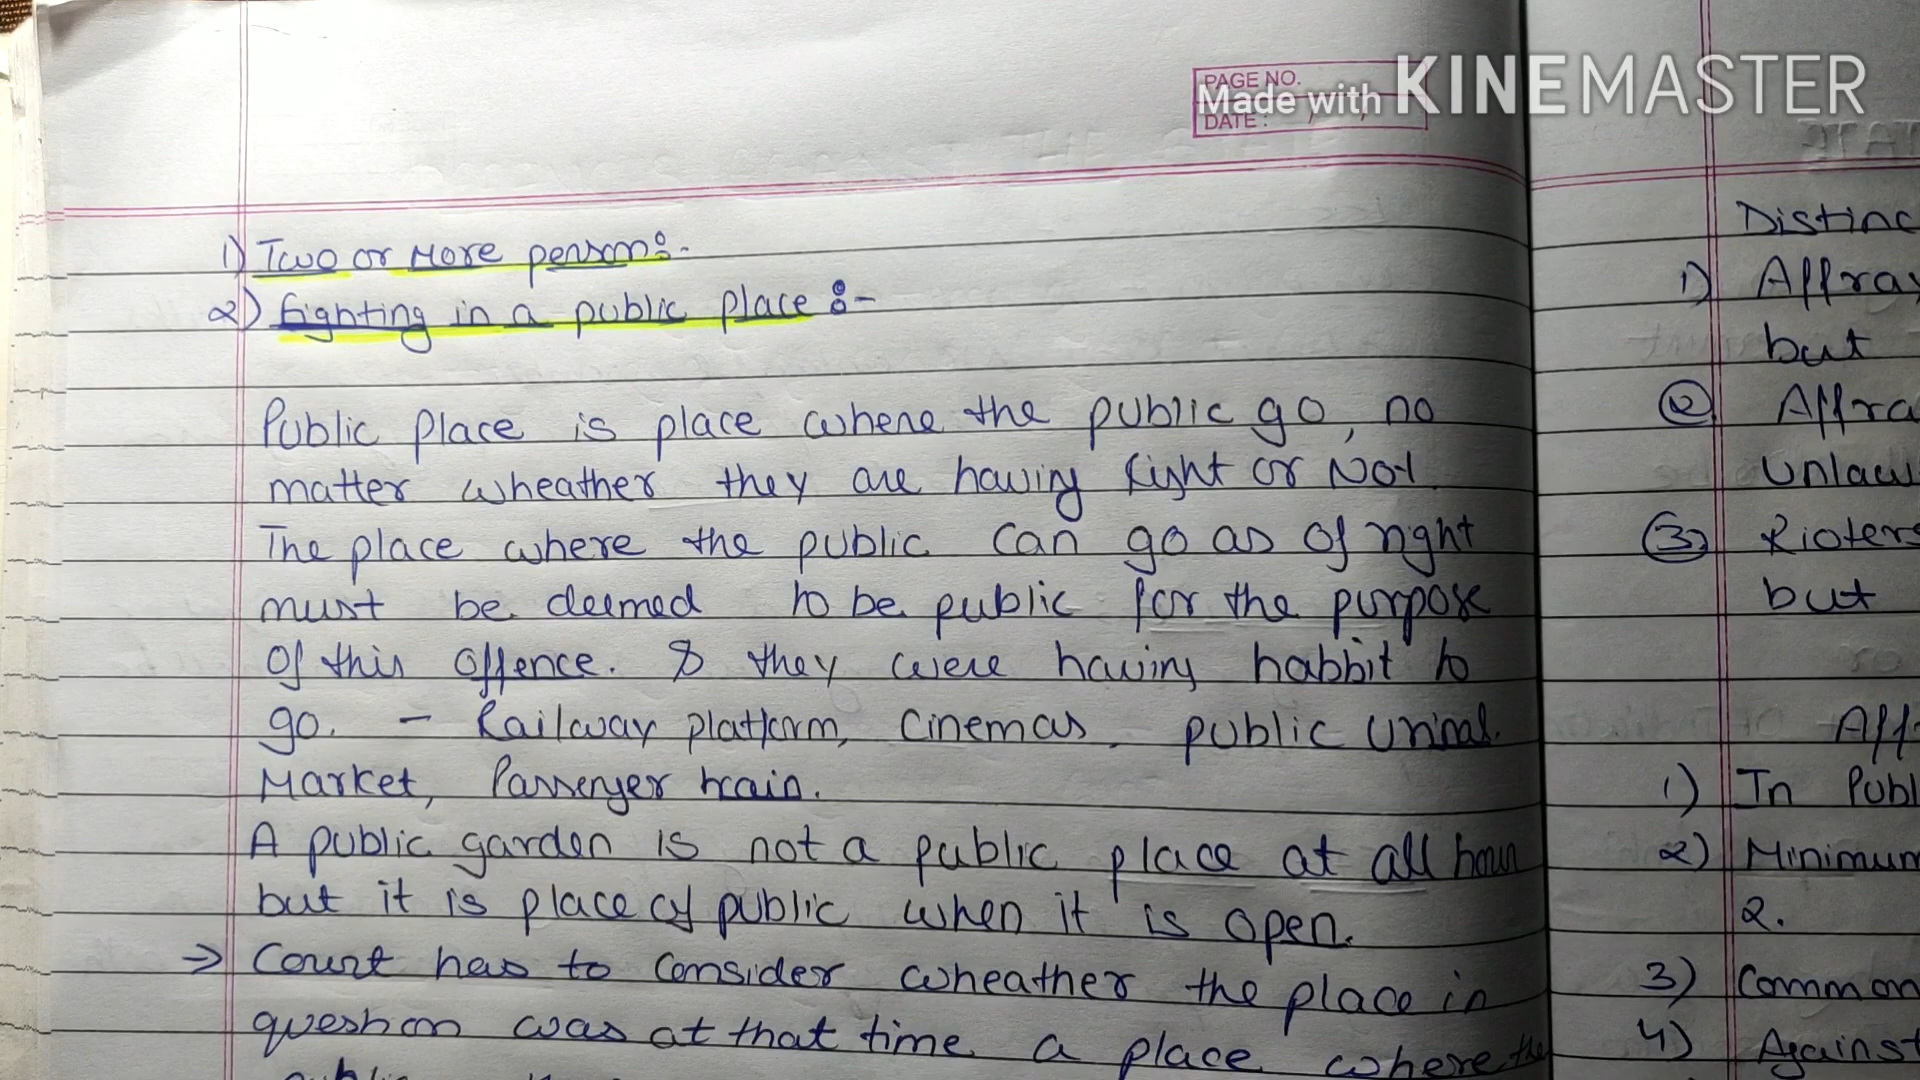 PAGE NO.
DATE :
Made with KINEMASTER
1) Two or More person:-
2) fighting in a public place :-
Public place is place where the public go, no
matter wheather they are having Right or Not
The place where the public can go as of right
must be deemed to be public for the purpose
Of this offence. & they were having habbit to
go. - Railway platform, Cinemas, public Urinal.
Market, Passenger train.
A public garden is not a public place at all hour
but it is place of public when it is open.
→ Court has to consider wheather the place in
question was at that time a place where the
Distinc
1) Affray
but
② Affra
Unlaw
③ Rioters
but
Aff
1) In Publ
2) Minimum
2.
3) Common
4) Against